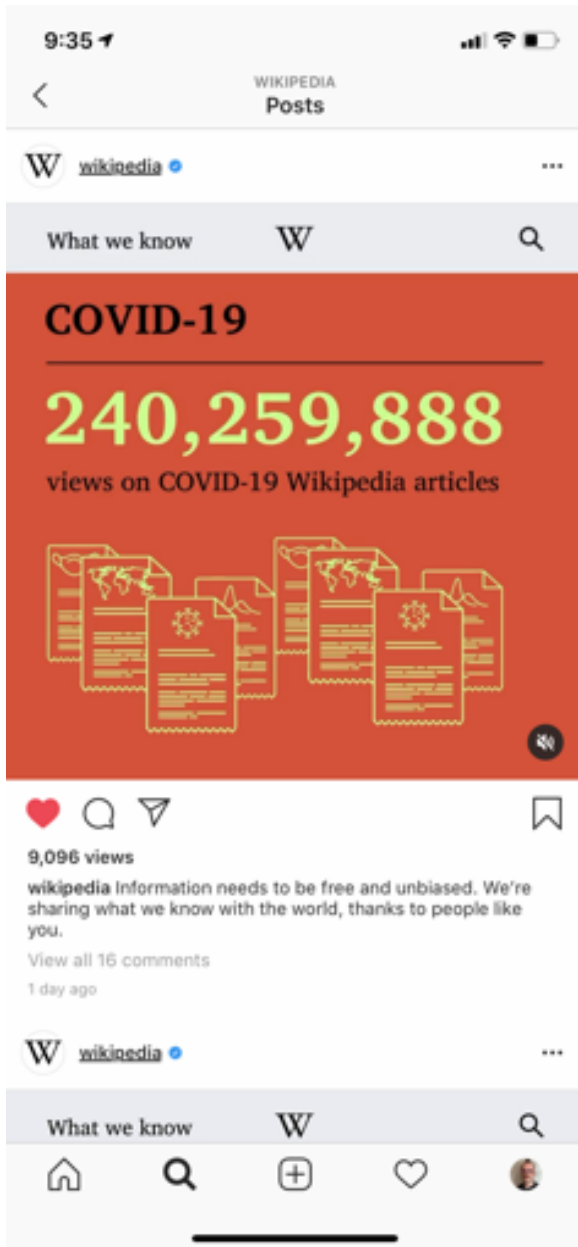 9:35
WIKIPEDIA
Posts
W wikipedia
What we know W
COVID-19
240,259,888
views on COVID-19 Wikipedia articles
9,096 views
wikipedia Information needs to be free and unbiased. We're
sharing what we know with the world, thanks to people like
you.
View all 16 comments
1 day ago
W wikipedia
What we know W